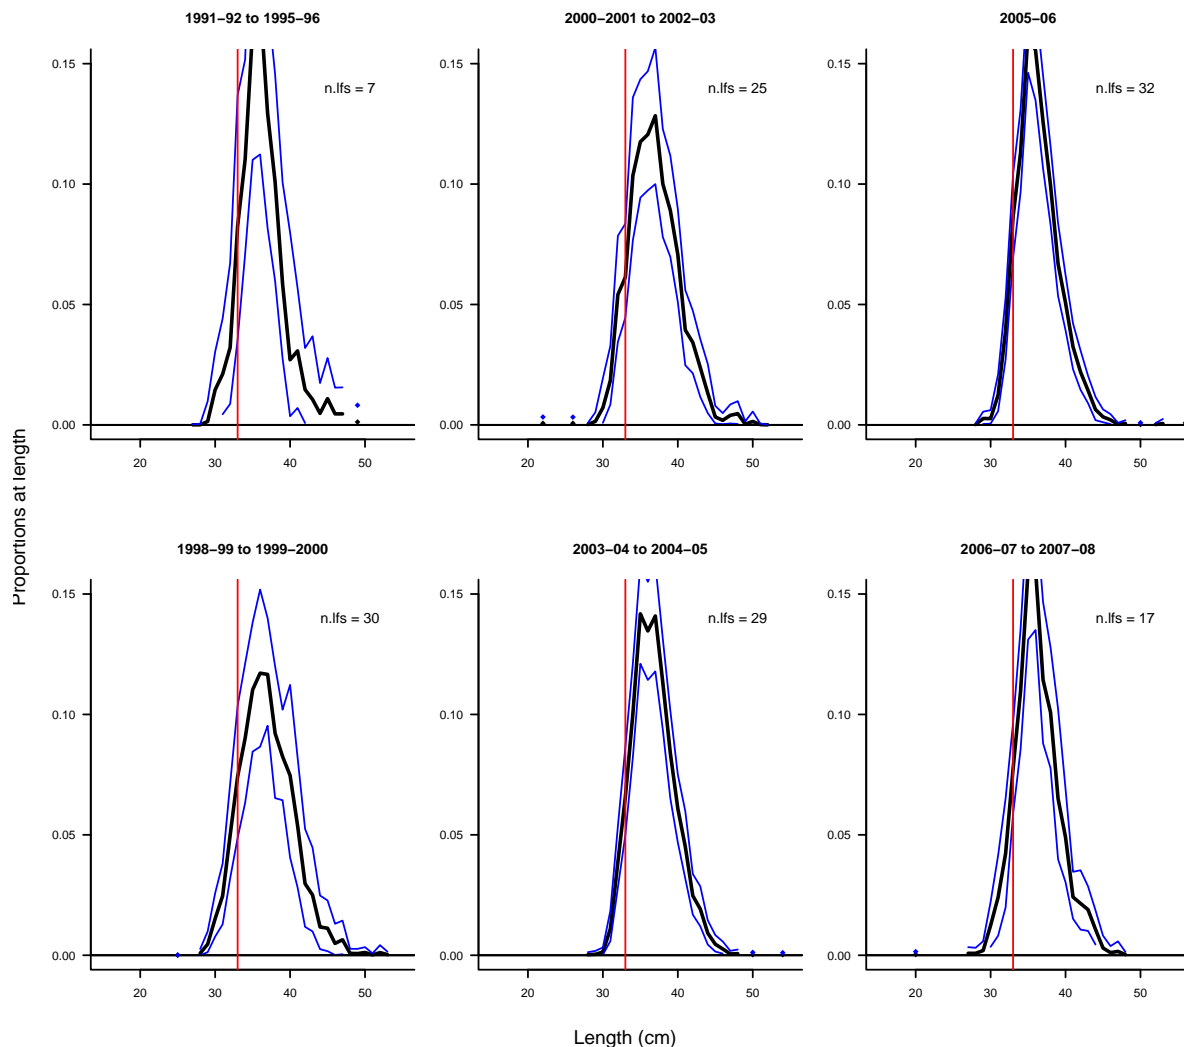 1991–92 to 1995–96
n.lfs = 7
0.15
0.10
0.05
0.00
20 30 40 50
2000–2001 to 2002–03
n.lfs = 25
0.15
0.10
0.05
0.00
20 30 40 50
2005–06
n.lfs = 32
0.15
0.10
0.05
0.00
20 30 40 50
1998–99 to 1999–2000
n.lfs = 30
0.15
0.10
0.05
0.00
20 30 40 50
2003–04 to 2004–05
n.lfs = 29
0.15
0.10
0.05
0.00
20 30 40 50
2006–07 to 2007–08
n.lfs = 17
0.15
0.10
0.05
0.00
20 30 40 50
Proportions at length
Length (cm)